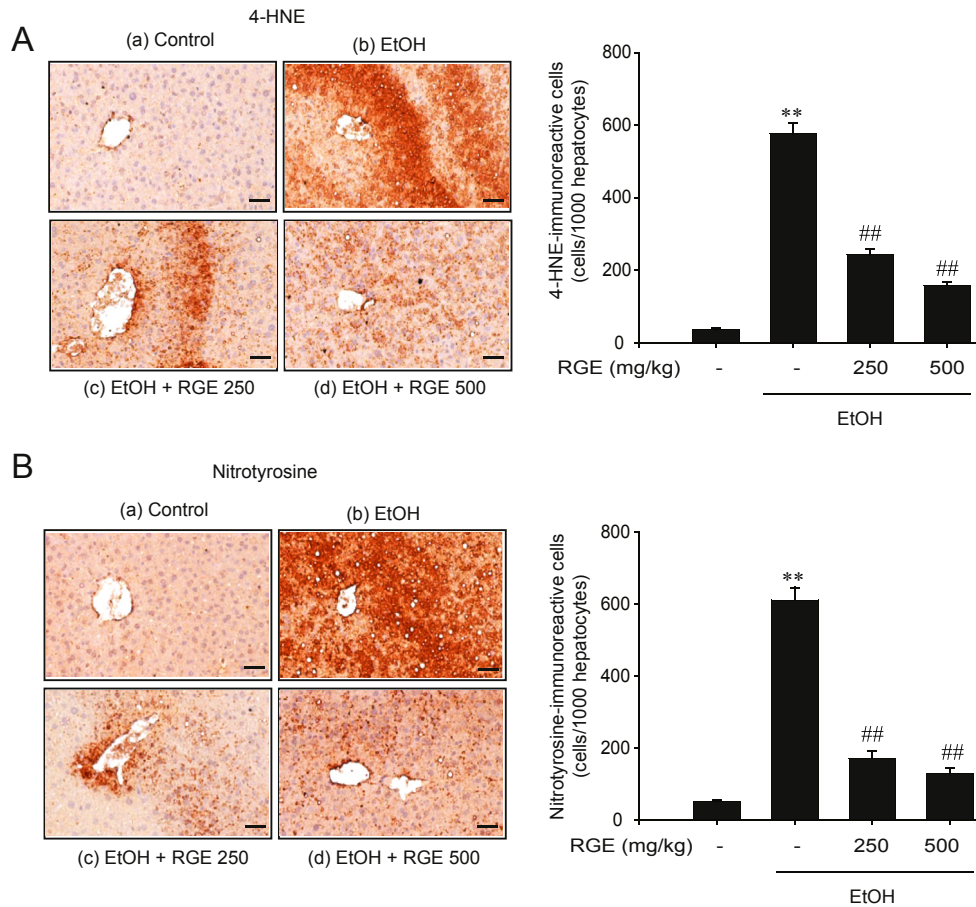 A
4-HNE
(a) Control
(b) EtOH
(c) EtOH + RGE 250
(d) EtOH + RGE 500
4-HNE-immunoreactive cells
(cells/1000 hepatocytes)
800
600
400
200
0
**
##
##
RGE (mg/kg)
-
-
250
500
EtOH
B
Nitrotyrosine
(a) Control
(b) EtOH
(c) EtOH + RGE 250
(d) EtOH + RGE 500
Nitrotyrosine-immunoreactive cells
(cells/1000 hepatocytes)
800
600
400
200
0
**
##
##
RGE (mg/kg)
-
-
250
500
EtOH